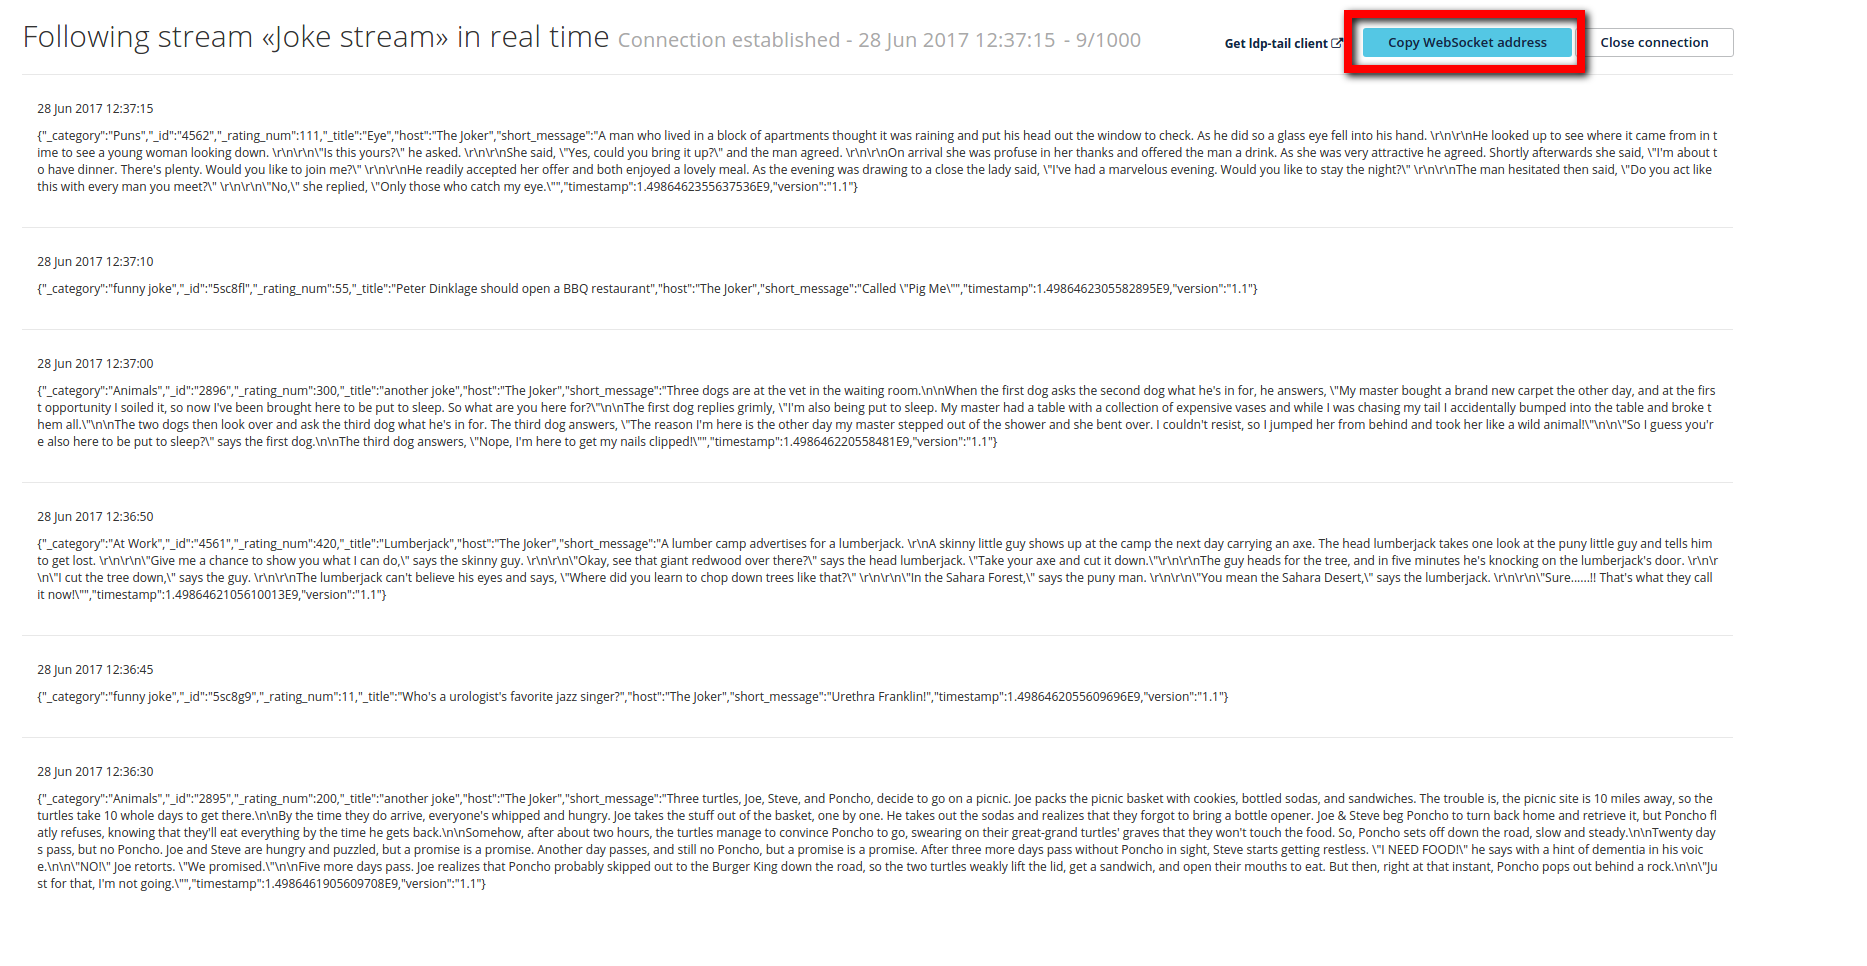 Following stream «Joke stream» in real time Connection established - 28 Jun 2017 12:37:15 - 9/1000
Get ldp-tail client
Copy WebSocket address
Close connection
28 Jun 2017 12:37:15
{"_category":"Puns","_id":"4562","_rating_num":111,"_title":"Eye","host":"The Joker","short_message":"A man who lived in a block of apartments thought it was raining and put his head out the window to check. As he did so a glass eye fell into his hand. \r\n\r\nHe looked up to see where it came from in t
ime to see a young woman looking down. \r\n\r\n\"Is this yours?\" he asked. \r\n\r\nShe said, \"Yes, could you bring it up?\" and the man agreed. \r\n\r\nOn arrival she was profuse in her thanks and offered the man a drink. As she was very attractive he agreed. Shortly afterwards she said, \"I'm about t
o have dinner. There's plenty. Would you like to join me?\" \r\n\r\nHe readily accepted her offer and both enjoyed a lovely meal. As the evening was drawing to a close the lady said, \"I've had a marvelous evening. Would you like to stay the night?\" \r\n\r\nThe man hesitated then said, \"Do you act like
this with every man you meet?\" \r\n\r\n\"No,\" she replied, \"Only those who catch my eye.\"","timestamp":1.4986462355637536E9,"version":"1.1"}
28 Jun 2017 12:37:10
{"_category":"funny joke","_id":"5sc8fl","_rating_num":55,"_title":"Peter Dinklage should open a BBQ restaurant","host":"The Joker","short_message":"Called \"Pig Me\"","timestamp":1.4986462305582895E9,"version":"1.1"}
28 Jun 2017 12:37:00
{"_category":"Animals","_id":"2896","_rating_num":300,"_title":"another joke","host":"The Joker","short_message":"Three dogs are at the vet in the waiting room.\n\nWhen the first dog asks the second dog what he's in for, he answers, \"My master bought a brand new carpet the other day, and at the firs
t opportunity I soiled it, so now I've been brought here to be put to sleep. So what are you here for?\"\n\nThe first dog replies grimly, \"I'm also being put to sleep. My master had a table with a collection of expensive vases and while I was chasing my tail I accidentally bumped into the table and broke t
hem all.\"\n\nThe two dogs then look over and ask the third dog what he's in for. The third dog answers, \"The reason I'm here is the other day my master stepped out of the shower and she bent over. I couldn't resist, so I jumped her from behind and took her like a wild animal!\"\n\n\"So I guess you'r
e also here to be put to sleep?\" says the first dog.\n\nThe third dog answers, \"Nope, I'm here to get my nails clipped!\"","timestamp":1.498646220558481E9,"version":"1.1"}
28 Jun 2017 12:36:50
{"_category":"At Work","_id":"4561","_rating_num":420,"_title":"Lumberjack","host":"The Joker","short_message":"A lumber camp advertises for a lumberjack. \r\nA skinny little guy shows up at the camp the next day carrying an axe. The head lumberjack takes one look at the puny little guy and tells him
to get lost. \r\n\r\n\"Give me a chance to show you what I can do,\" says the skinny guy. \r\n\r\n\"Okay, see that giant redwood over there?\" says the head lumberjack. \"Take your axe and cut it down.\"\r\n\r\nThe guy heads for the tree, and in five minutes he's knocking on the lumberjack's door. \r\n\r
\n\"I cut the tree down,\" says the guy. \r\n\r\nThe lumberjack can't believe his eyes and says, \"Where did you learn to chop down trees like that?\" \r\n\r\n\"In the Sahara Forest,\" says the puny man. \r\n\r\n\"You mean the Sahara Desert,\" says the lumberjack. \r\n\r\n\"Sure......!! That's what they call
it now!\"","timestamp":1.4986462105610013E9,"version":"1.1"}
28 Jun 2017 12:36:45
{"_category":"funny joke","_id":"5sc8g9","_rating_num":11,"_title":"Who's a urologist's favorite jazz singer?","host":"The Joker","short_message":"Urethra Franklin!","timestamp":1.4986462055609696E9,"version":"1.1"}
28 Jun 2017 12:36:30
{"_category":"Animals","_id":"2895","_rating_num":200,"_title":"another joke","host":"The Joker","short_message":"Three turtles, Joe, Steve, and Poncho, decide to go on a picnic. Joe packs the picnic basket with cookies, bottled sodas, and sandwiches. The trouble is, the picnic site is 10 miles away, so the
turtles take 10 whole days to get there.\n\nBy the time they do arrive, everyone's whipped and hungry. Joe takes the stuff out of the basket, one by one. He takes out the sodas and realizes that they forgot to bring a bottle opener. Joe & Steve beg Poncho to turn back home and retrieve it, but Poncho fl
atly refuses, knowing that they'll eat everything by the time he gets back.\n\nSomehow, after about two hours, the turtles manage to convince Poncho to go, swearing on their great-grand turtles' graves that they won't touch the food. So, Poncho sets off down the road, slow and steady.\n\nTwenty day
s pass, but no Poncho. Joe and Steve are hungry and puzzled, but a promise is a promise. Another day passes, and still no Poncho, but a promise is a promise. After three more days pass without Poncho in sight, Steve starts getting restless. \"I NEED FOOD!\" he says with a hint of dementia in his voic
e.\n\n\"NO!\" Joe retorts. \"We promised.\"\n\nFive more days pass. Joe realizes that Poncho probably skipped out to the Burger King down the road, so the two turtles weakly lift the lid, get a sandwich, and open their mouths to eat. But then, right at that instant, Poncho pops out behind a rock.\n\n\"Ju
st for that, I'm not going.\"","timestamp":1.4986461905609708E9,"version":"1.1"}